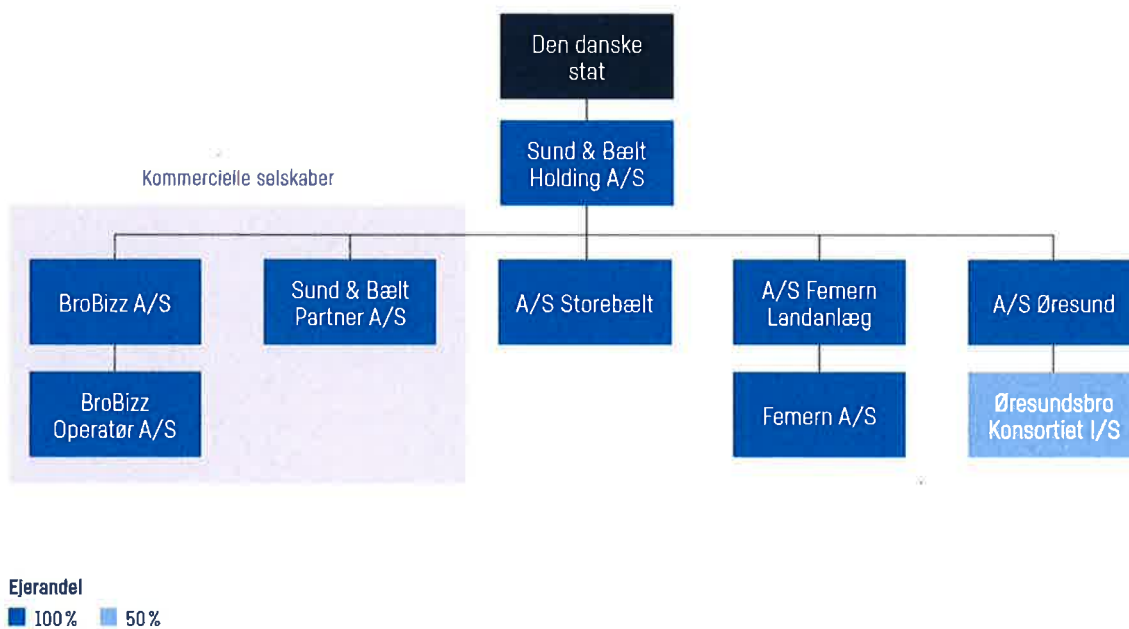 Den danske
stat
Sund & Bælt
Holding A/S
Kommercielle selskaber
BroBizz A/S
Sund & Bælt
Partner A/S
A/S Storebælt
A/S Femern
Landanlæg
A/S Øresund
BroBizz
Operatør A/S
Femern A/S
Øresundsbro
Konsortiet I/S
Ejerandel
100% 50%